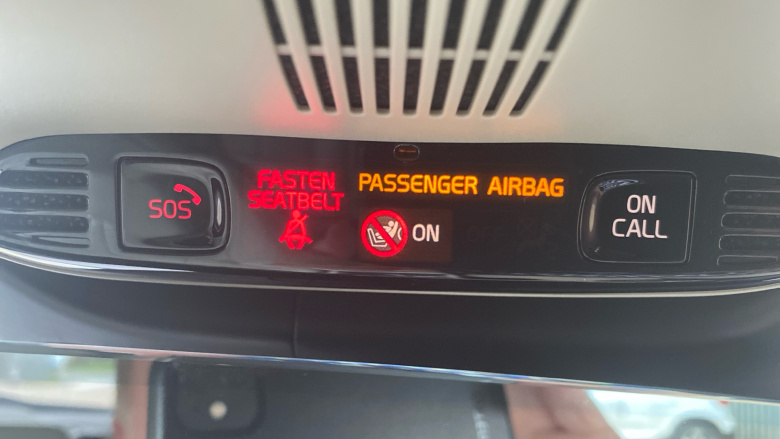 SOS
FASTEN
SEATBELT
PASSENGER AIRBAG
ON
ON
CALL